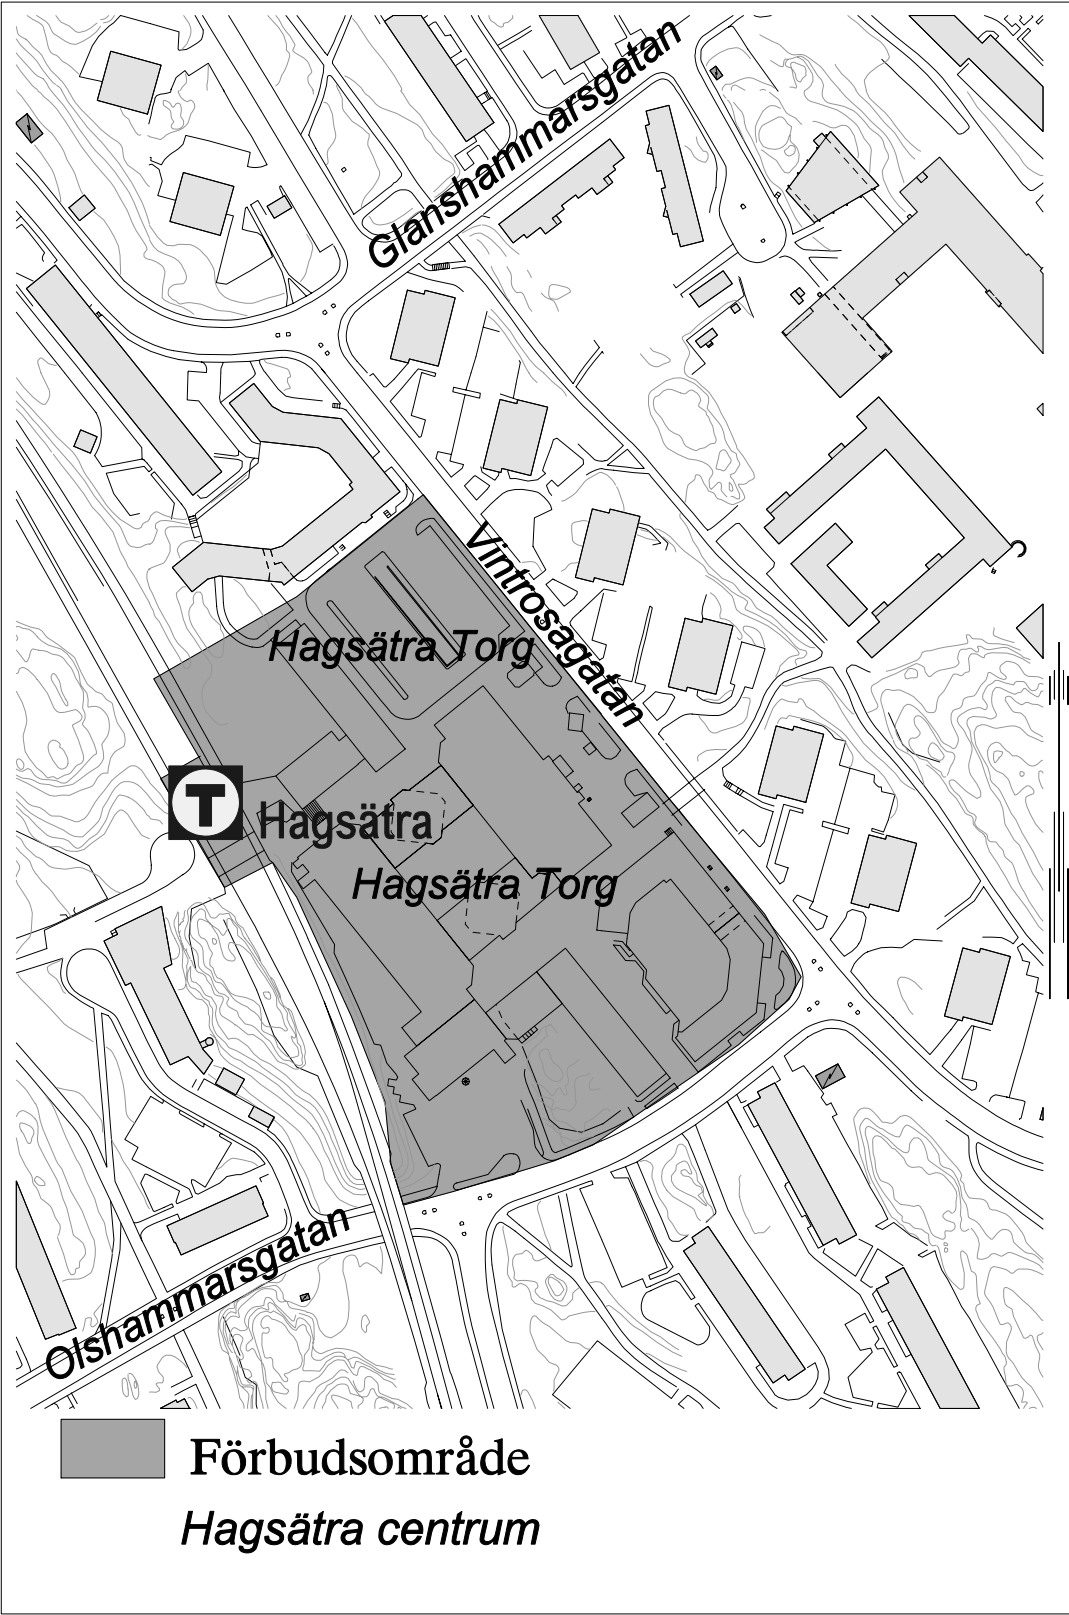 Glanshammarsgatan
Vintrosagatan
Hagsätra Torg
T Hagsätra
Hagsätra Torg
Olshammarsgatan
Förbudsområde
Hagsätra centrum